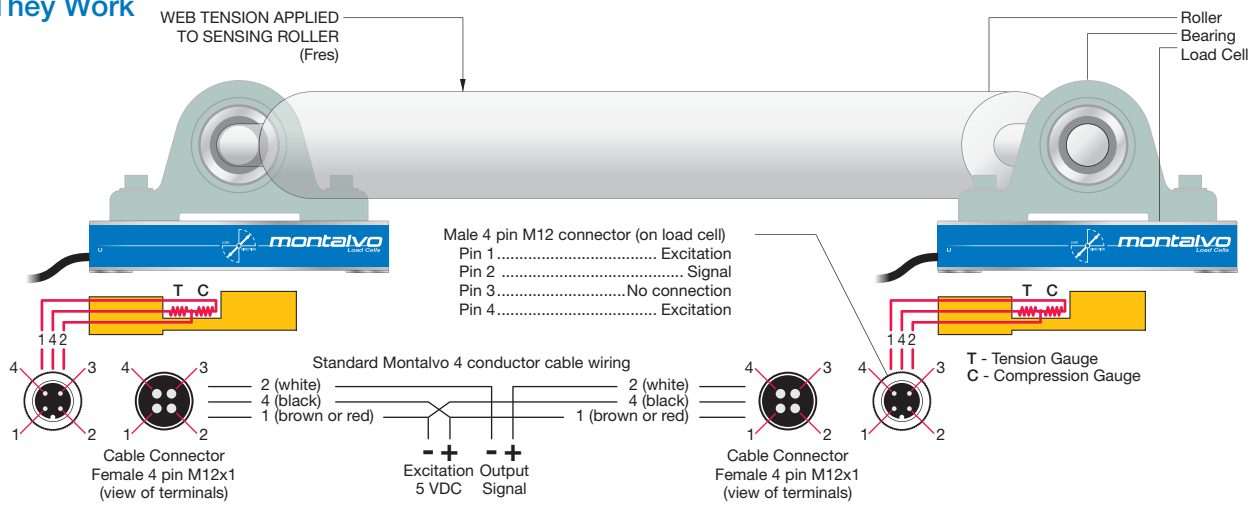 They Work
WEB TENSION APPLIED
TO SENSING ROLLER
(Fres)
Roller
Bearing
Load Cell
U
LOAD
DIRECTION
montalvo
Load Cells
U
LOAD
DIRECTION
montalvo
Load Cells
Male 4 pin M12 connector (on load cell)
Pin 1 ................................ Excitation
Pin 2 .................................... Signal
Pin 3..........................No connection
Pin 4................................ Excitation
T C
1 4 2
T C
1 4 2
T - Tension Gauge
C - Compression Gauge
Standard Montalvo 4 conductor cable wiring
4 3
1 2
4 3
1 2
2 (white)
4 (black)
1 (brown or red)
2 (white)
4 (black)
1 (brown or red)
4 3
1 2
4 3
1 2
- +
- +
Excitation
5 VDC
Output
Signal
Cable Connector
Female 4 pin M12x1
(view of terminals)
Cable Connector
Female 4 pin M12x1
(view of terminals)